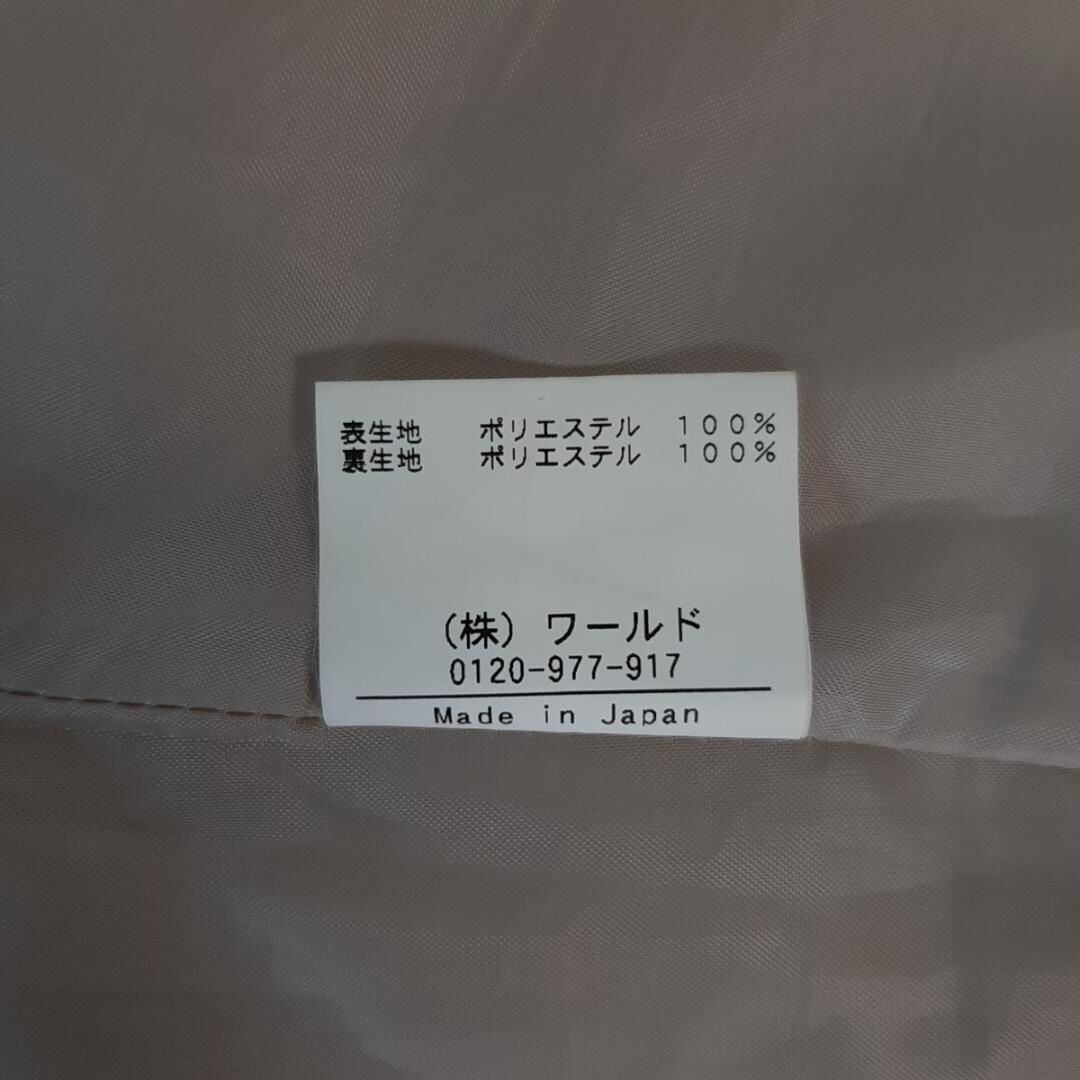 表生地 ポリエステル 100%
裏生地 ポリエステル 100%
(株) ワールド
0120-977-917
Made in Japan